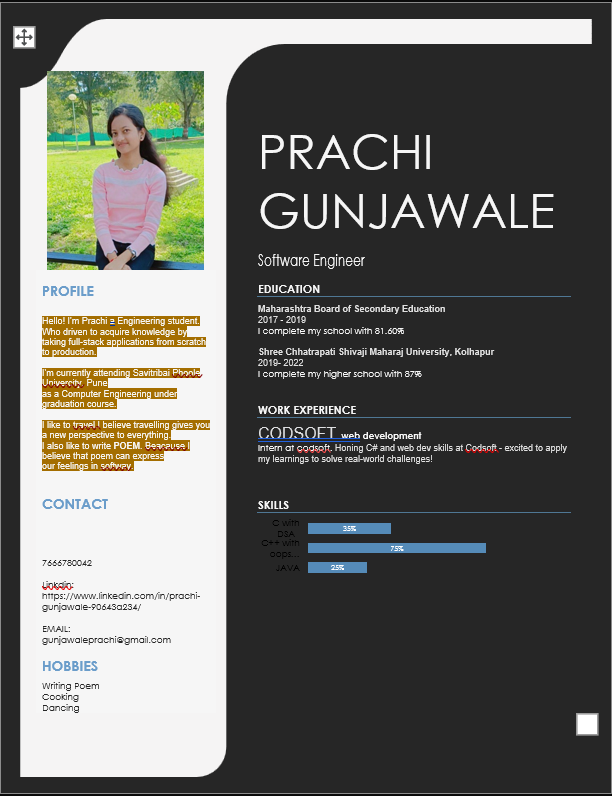 PRACHI
GUNJAWALE
Software Engineer
PROFILE
Hello! I'm Prachi a Engineering student.
Who driven to acquire knowledge by
taking full-stack applications from scratch
to production.
I'm currently attending Savitribai Phoola
University, Pune
as a Computer Engineering under
graduation course.
I like to travel I believe travelling gives you
a new perspective to everything.
I also like to write POEM. Beacause I
believe that poem can express
our feelings in softway.
CONTACT
7666780042
Linkdin:
https://www.linkedin.com/in/prachi-
gunjawale-90643a234/
EMAIL:
gunjawaleprachi@gmail.com
HOBBIES
Writing Poem
Cooking
Dancing
EDUCATION
Maharashtra Board of Secondary Education
2017 - 2019
I complete my school with 81.60%
Shree Chhatrapati Shivaji Maharaj University, Kolhapur
2019- 2022
I complete my higher school with 87%
WORK EXPERIENCE
CODSOFT web development
Intern at codsoft, Honing C# and web dev skills at Codsoft - excited to apply
my learnings to solve real-world challenges!
SKILLS
C with
DSA
35%
C++ with
oops...
75%
JAVA
25%